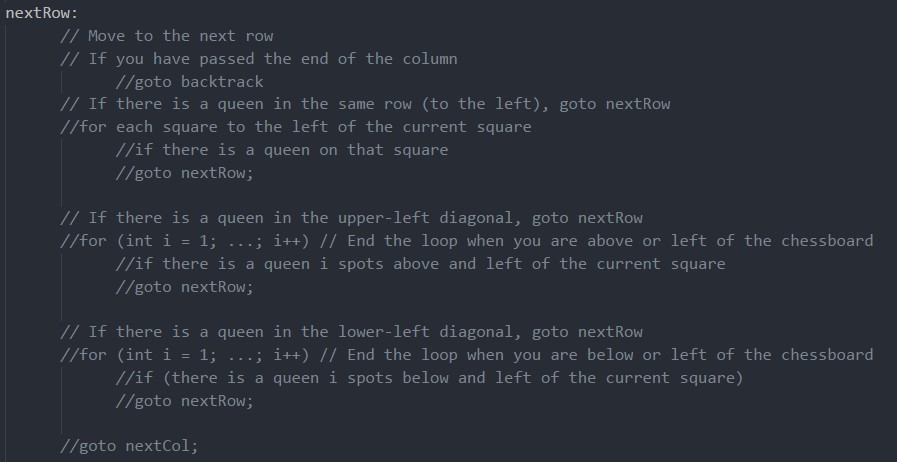 nextRow:
// Move to the next row
// If you have passed the end of the column
//goto backtrack
// If there is a queen in the same row (to the left), goto nextRow
//for each square to the left of the current square
//if there is a queen on that square
//goto nextRow;
// If there is a queen in the upper-left diagonal, goto nextRow
//for (int i = 1; ...; i++) // End the loop when you are above or left of the chessboard
//if there is a queen i spots above and left of the current square
//goto nextRow;
// If there is a queen in the lower-left diagonal, goto nextRow
//for (int i = 1; ...; i++) // End the loop when you are below or left of the chessboard
//if (there is a queen i spots below and left of the current square)
//goto nextRow;
//goto nextCol;